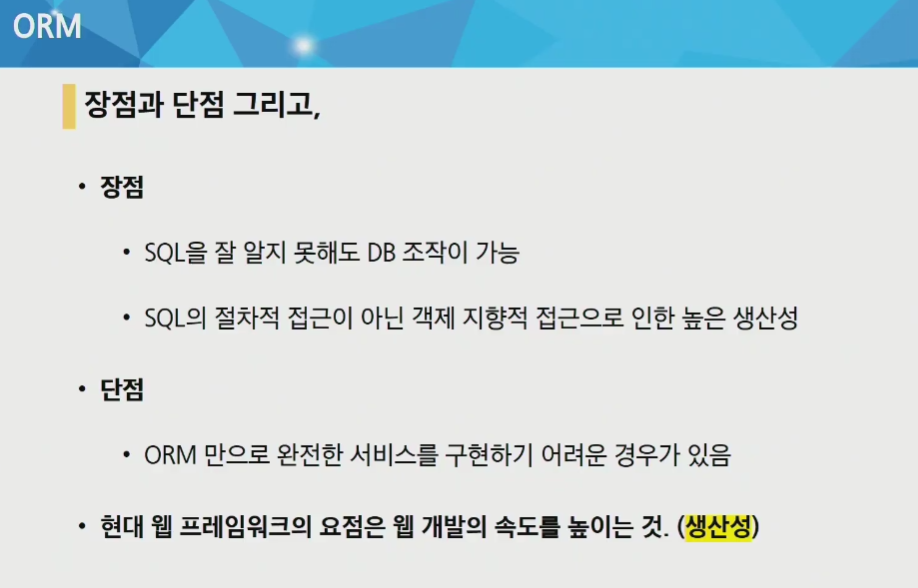 ORM
장점과 단점 그리고,
• 장점
• SQL을 잘 알지 못해도 DB 조작이 가능
• SQL의 절차적 접근이 아닌 객제 지향적 접근으로 인한 높은 생산성
• 단점
• ORM 만으로 완전한 서비스를 구현하기 어려운 경우가 있음
• 현대 웹 프레임워크의 요점은 웹 개발의 속도를 높이는 것. (생산성)